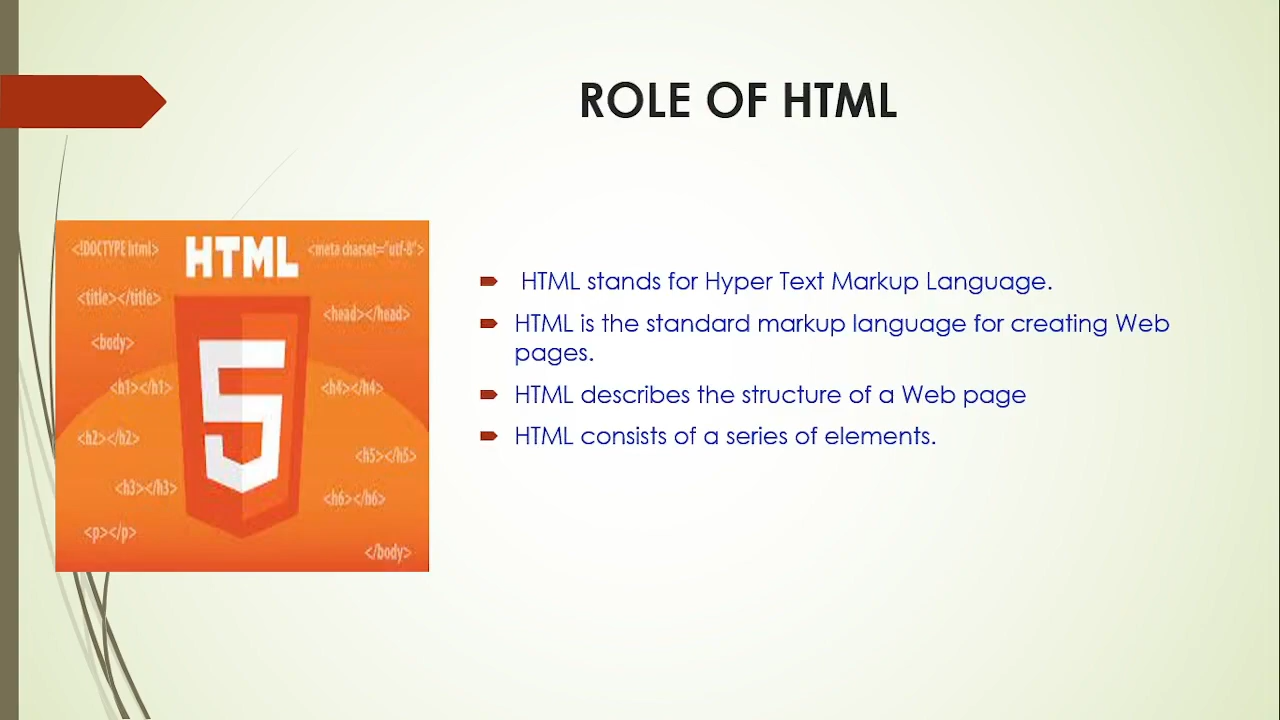 ROLE OF HTML
<!DOCTYPE html>
HTML
<meta charset="utf-8">
<title></title>
<head></head>
<body>
5
<h1></h1>
<h4></h4>
<h2></h2>
<h5></h5>
<h3></h3>
<h6></h6>
<p></p>
</body>
HTML stands for Hyper Text Markup Language.
HTML is the standard markup language for creating Web
pages.
HTML describes the structure of a Web page
HTML consists of a series of elements.